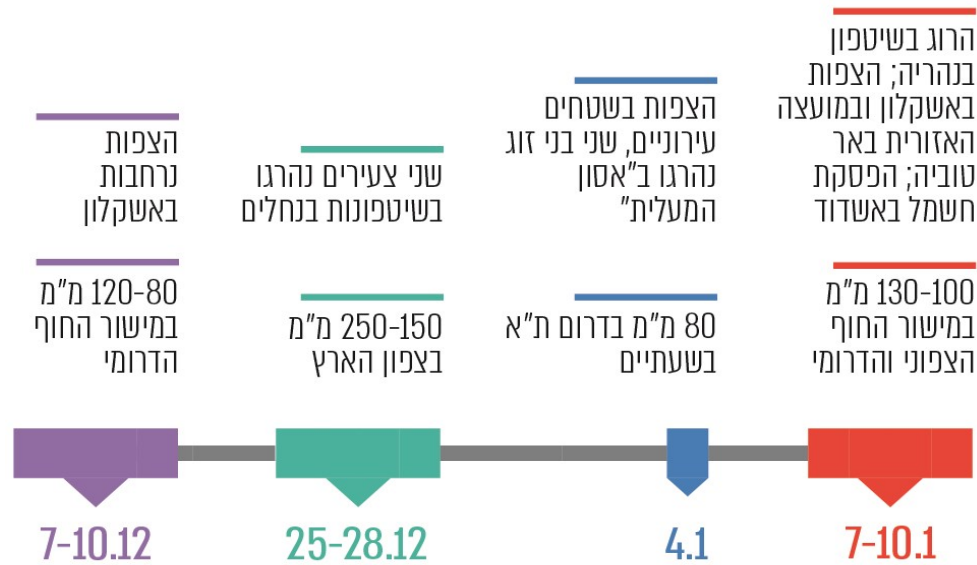 הרוג בשיטפון
בנהריה; הצפות
באשקלון ובמועצה
האזורית באר
טוביה; הפסקת
חשמל באשדוד
130-100 מ"מ
במישור החוף
הצפוני והדרומי
7-10.1
הצפות בשטחים
עירוניים, שני בני זוג
נהרגו ב"אסון
המעלית"
80 מ"מ בדרום ת"א
בשעתיים
4.1
שני צעירים נהרגו
בשיטפונות בנחלים
250-150 מ"מ
בצפון הארץ
25-28.12
הצפות
נרחבות
באשקלון
120-80 מ"מ
במישור החוף
הדרומי
7-10.12